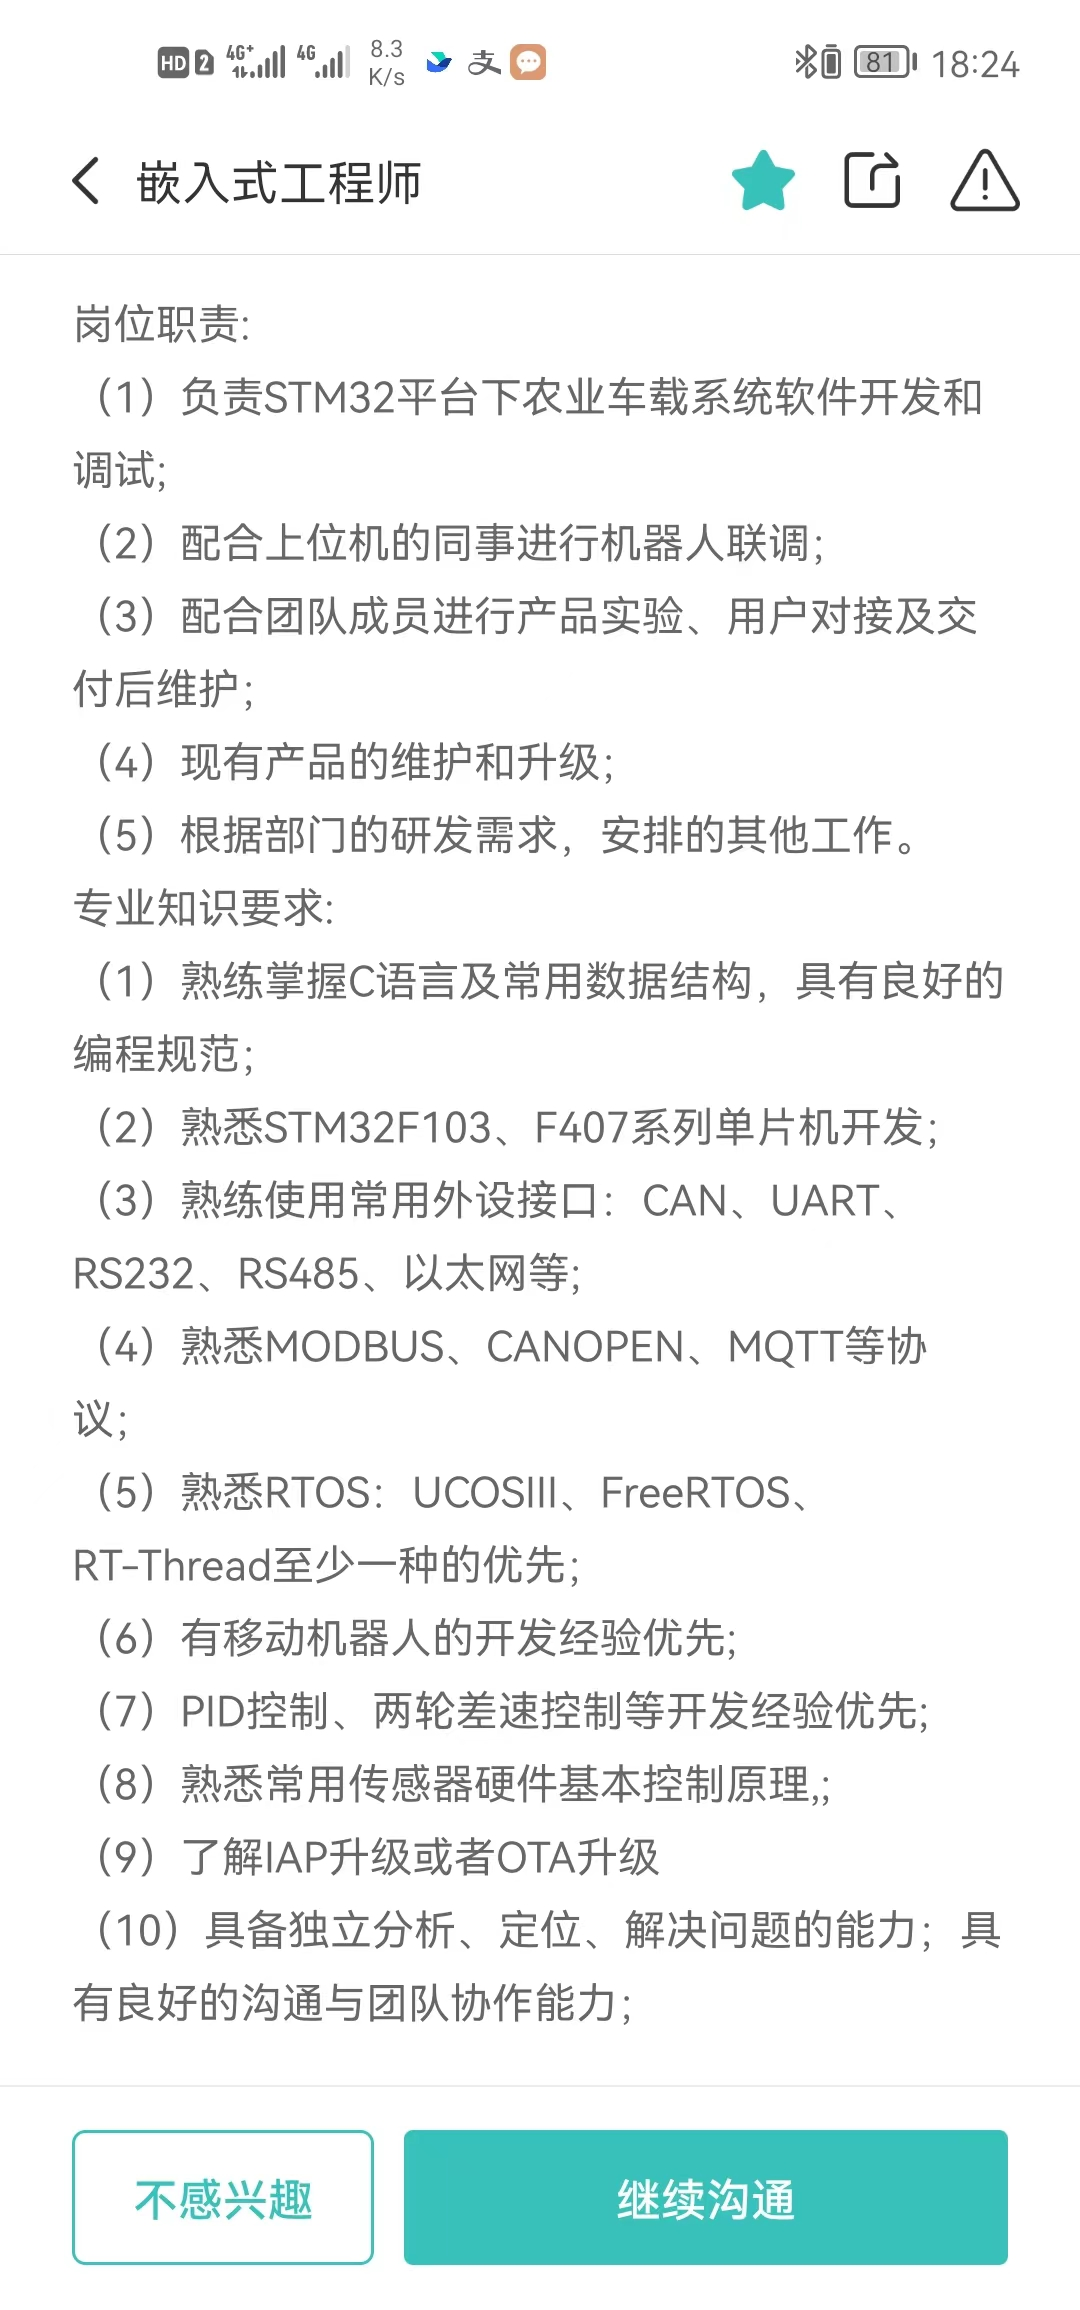 HD 2 4G+ 4G 8.3 K/s 支 81 18:24
嵌入式工程师
岗位职责:
（1）负责STM32平台下农业车载系统软件开发和
调试;
（2）配合上位机的同事进行机器人联调;
（3）配合团队成员进行产品实验、用户对接及交
付后维护;
（4）现有产品的维护和升级;
（5）根据部门的研发需求，安排的其他工作。
专业知识要求:
（1）熟练掌握C语言及常用数据结构，具有良好的
编程规范;
（2）熟悉STM32F103、F407系列单片机开发;
（3）熟练使用常用外设接口：CAN、UART、
RS232、RS485、以太网等;
（4）熟悉MODBUS、CANOPEN、MQTT等协
议;
（5）熟悉RTOS：UCOSIII、FreeRTOS、
RT-Thread至少一种的优先;
（6）有移动机器人的开发经验优先;
（7）PID控制、两轮差速控制等开发经验优先;
（8）熟悉常用传感器硬件基本控制原理,;
（9）了解IAP升级或者OTA升级
（10）具备独立分析、定位、解决问题的能力；具
有良好的沟通与团队协作能力;
不感兴趣
继续沟通